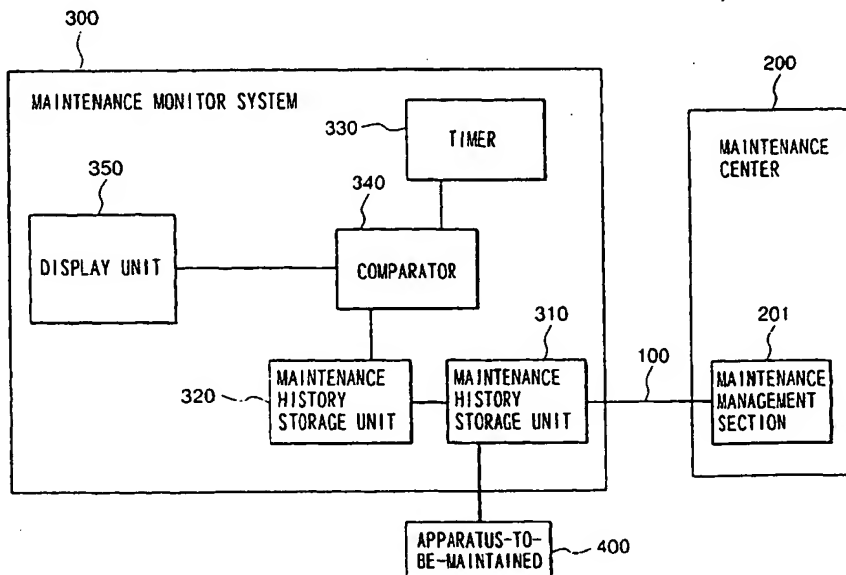 300
MAINTENANCE MONITOR SYSTEM
330
TIMER
200
MAINTENANCE
CENTER
350
DISPLAY UNIT
340
COMPARATOR
320
MAINTENANCE
HISTORY
STORAGE UNIT
310
MAINTENANCE
HISTORY
STORAGE UNIT
100
201
MAINTENANCE
MANAGEMENT
SECTION
APPARATUS-TO-
BE-MAINTAINED
400